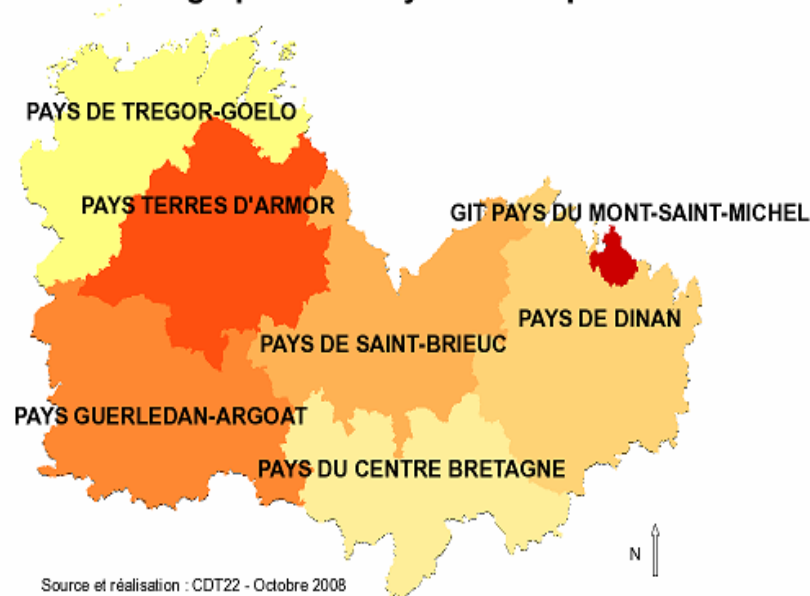 PAYS DE TREGOR-GOELO
PAYS TERRES D'ARMOR
GIT PAYS DU MONT-SAINT-MICHEL
PAYS DE DINAN
PAYS DE SAINT-BRIEUC
PAYS GUERLEDAN-ARGOAT
PAYS DU CENTRE BRETAGNE
N
Source et réalisation : CDT22 - Octobre 2008